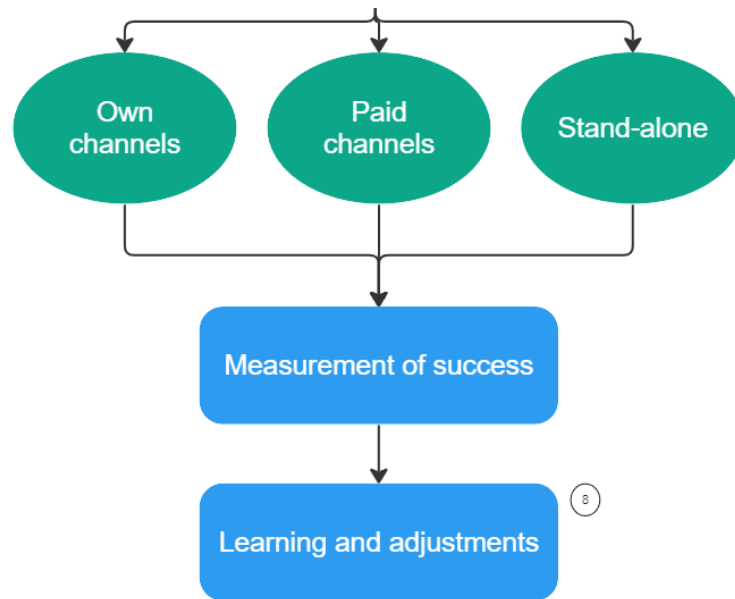 Own
channels
Paid
channels
Stand-alone
Measurement of success
8
Learning and adjustments